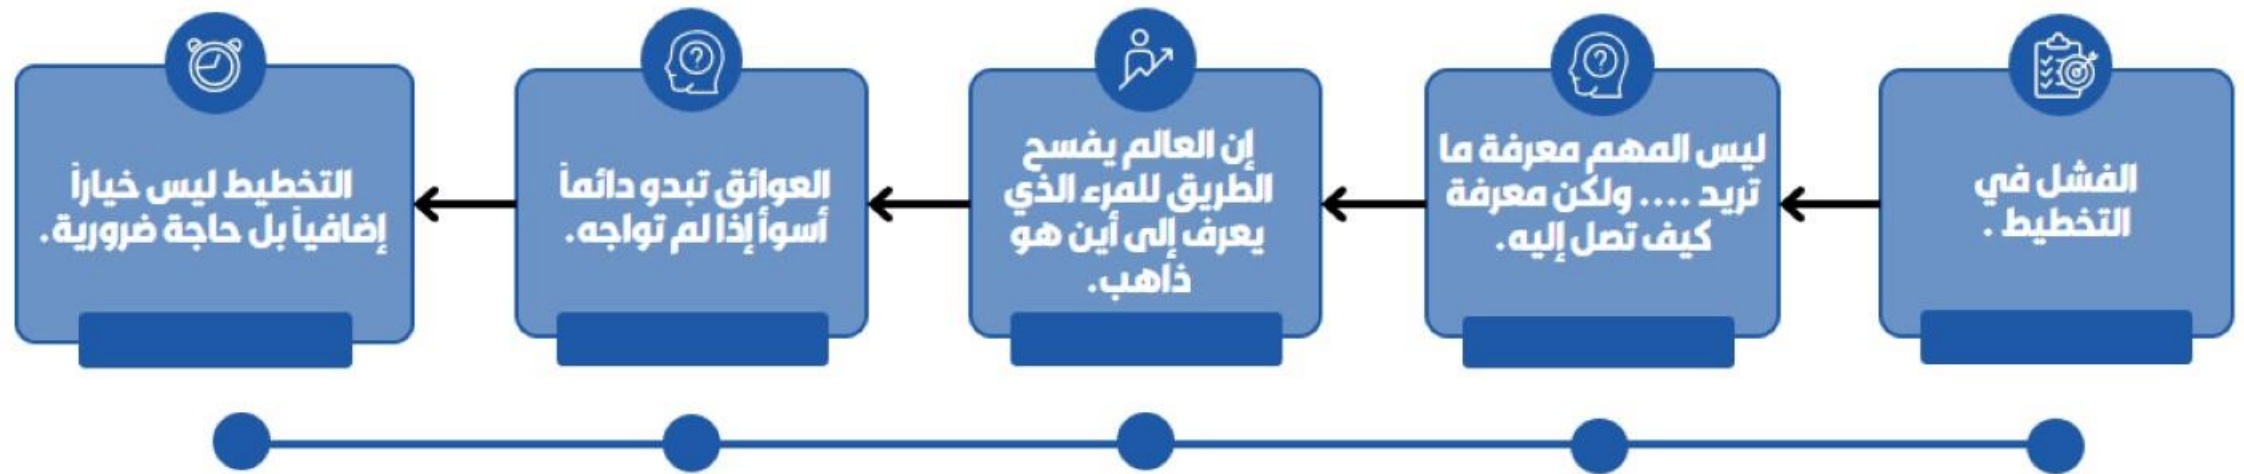 الفشل في
التخطيط .
ليس المهم معرفة ما
تريد .... ولكن معرفة
كيف تصل إليه.
إن العالم يفسح
الطريق للمرء الذي
يعرف إلى أين هو
ذاهب.
العوائق تبدو دائماً
أسوأ إذا لم تواجه.
التخطيط ليس خياراً
إضافياً بل حاجة ضرورية.